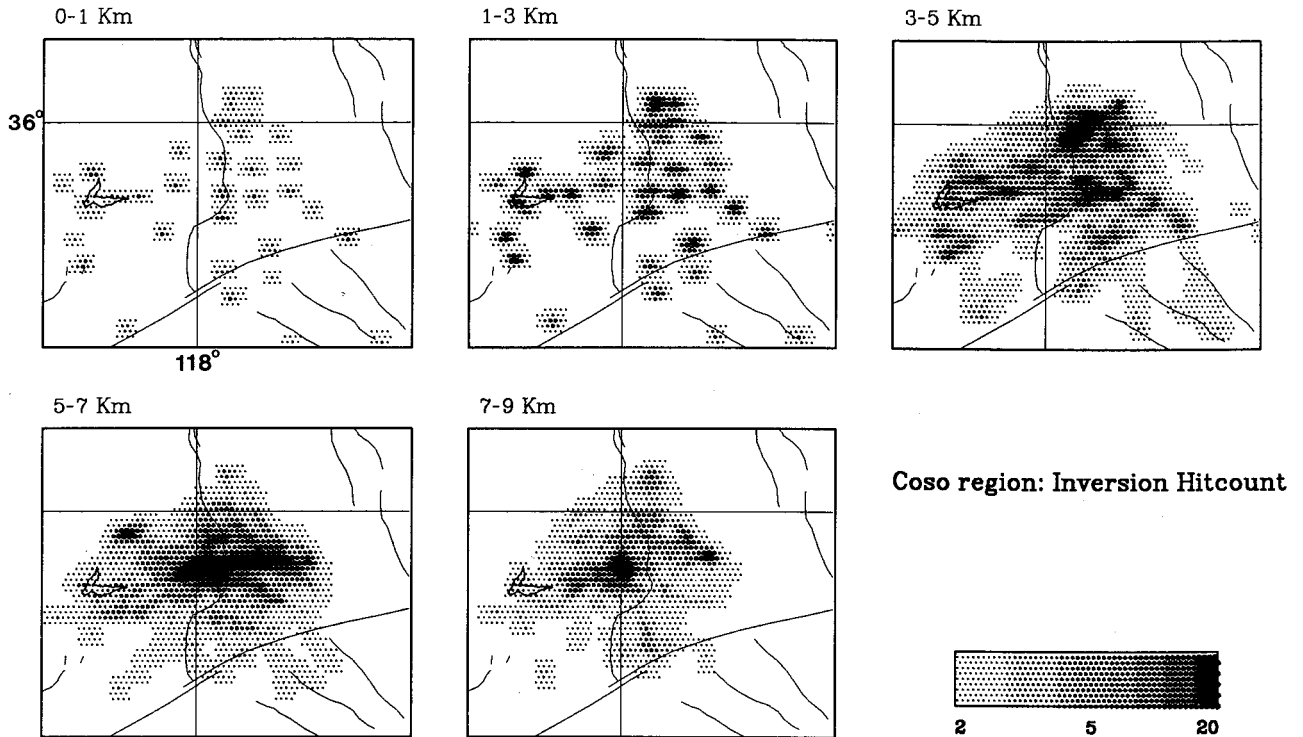 0-1 Km
1-3 Km
3-5 Km
36°
118°
5-7 Km
7-9 Km
Coso region: Inversion Hitcount
2 5 20